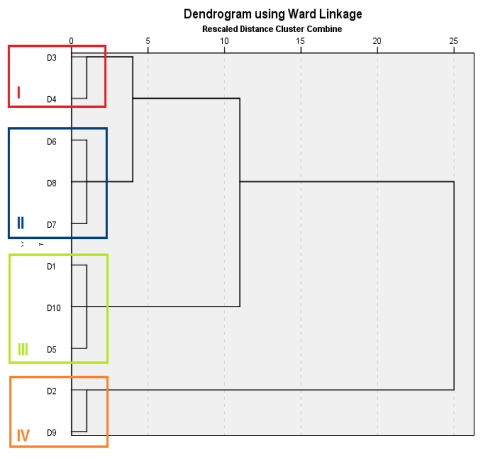 Dendrogram using Ward Linkage
Rescaled Distance Cluster Combine
0 5 10 15 20 25
D3
I
D4
D6
D8
II D7
Y
D1
D10
III D5
D2
IV D9